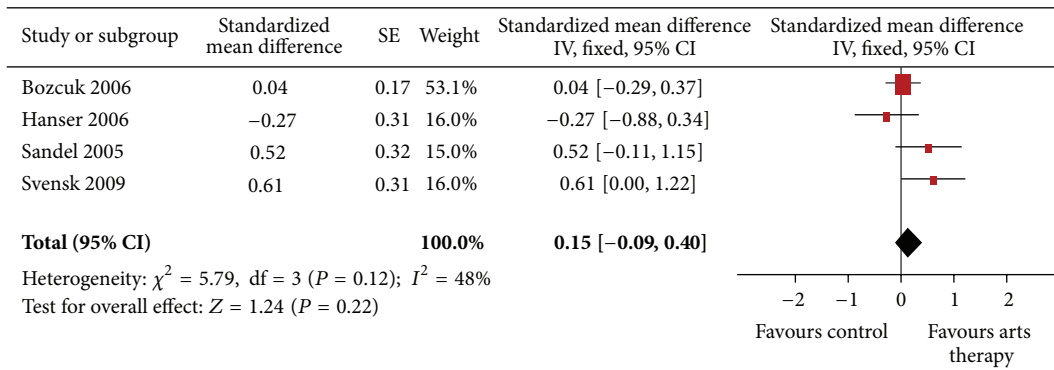 Study or subgroup Standardized mean difference SE Weight Standardized mean difference IV, fixed, 95% CI Standardized mean difference IV, fixed, 95% CI
Bozcuk 2006 0.04 0.17 53.1% 0.04 [−0.29, 0.37]
Hanser 2006 −0.27 0.31 16.0% −0.27 [−0.88, 0.34]
Sandel 2005 0.52 0.32 15.0% 0.52 [−0.11, 1.15]
Svensk 2009 0.61 0.31 16.0% 0.61 [0.00, 1.22]
Total (95% CI) 100.0% 0.15 [−0.09, 0.40]
Heterogeneity: χ² = 5.79, df = 3 (P = 0.12); I² = 48%
Test for overall effect: Z = 1.24 (P = 0.22)
−2 −1 0 1 2
Favours control Favours arts therapy